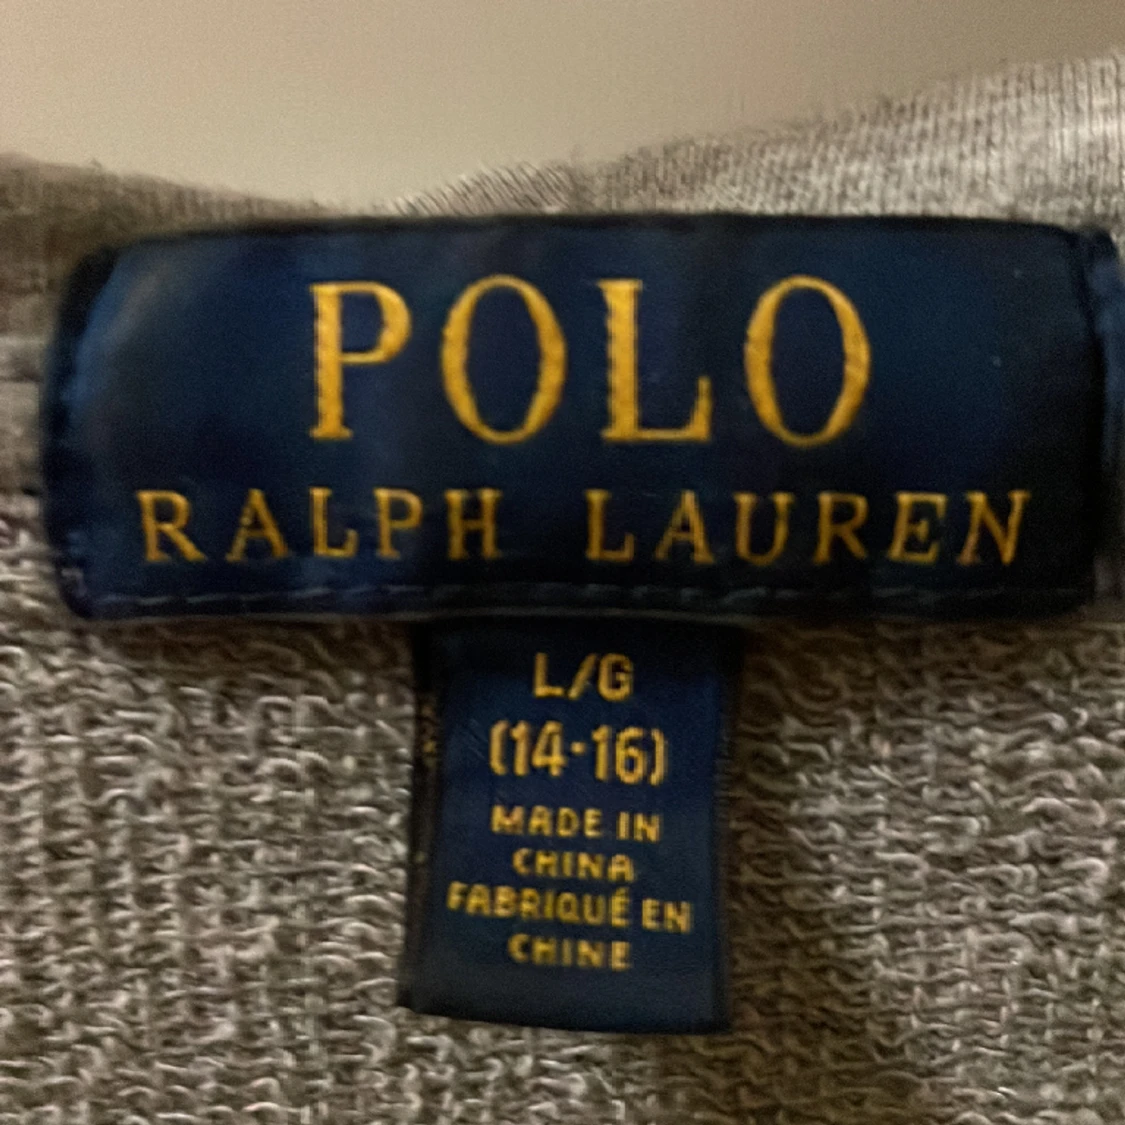 POLO
RALPH LAUREN
L/G
(14-16)
MADE IN
CHINA
FABRIQUÉ EN
CHINE